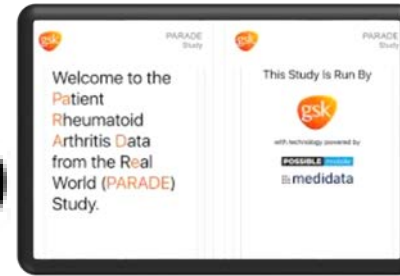 gsk
PARADE
Study
Welcome to the
Patient
Rheumatoid
Arthritis Data
from the Real
World (PARADE)
Study.
gsk
PARADE
Study
This Study Is Run By
gsk
with technology powered by
POSSIBLE mobile
medidata